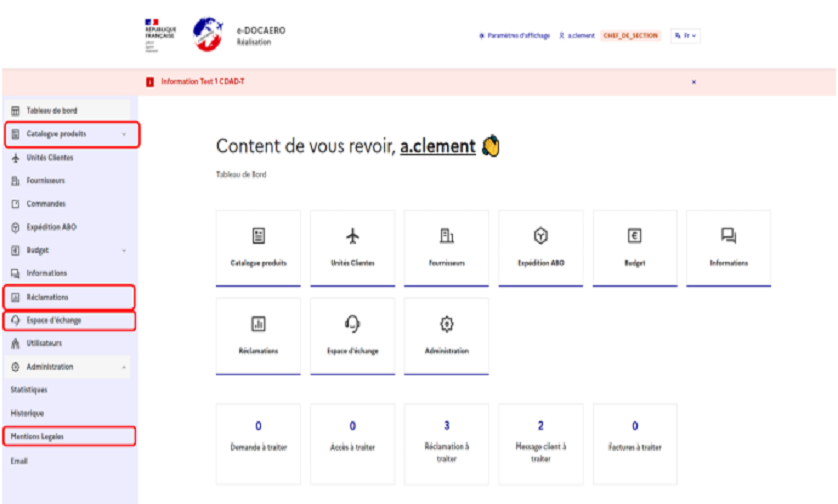 RÉPUBLIQUE
FRANÇAISE
e-DOCAERO
Réalisation
Paramètres d'affichage
a.clement
CHEF_DE_SECTION
Information Test 1 CDAD-T
Tableau de bord
Catalogue produits
Unités Clientes
Fournisseurs
Commandes
Expédition ABO
Budget
Informations
Réclamations
Espace d'échange
Utilisateurs
Administration
Statistiques
Historique
Mentions Legales
Email
Content de vous revoir, a.clement
Tableau de Bord
Catalogue produits
Unités Clientes
Fournisseurs
Expédition ABO
Budget
Informations
Réclamations
Espace d'échange
Administration
0
Demande à traiter
0
Accès à traiter
3
Réclamation à
traiter
2
Message client à
traiter
0
Factures à traiter